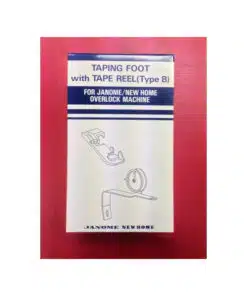 TAPING FOOT
with TAPE REEL(Type B)
FOR JANOME/NEW HOME
OVERLOCK MACHINE
JANOME NEW HOME